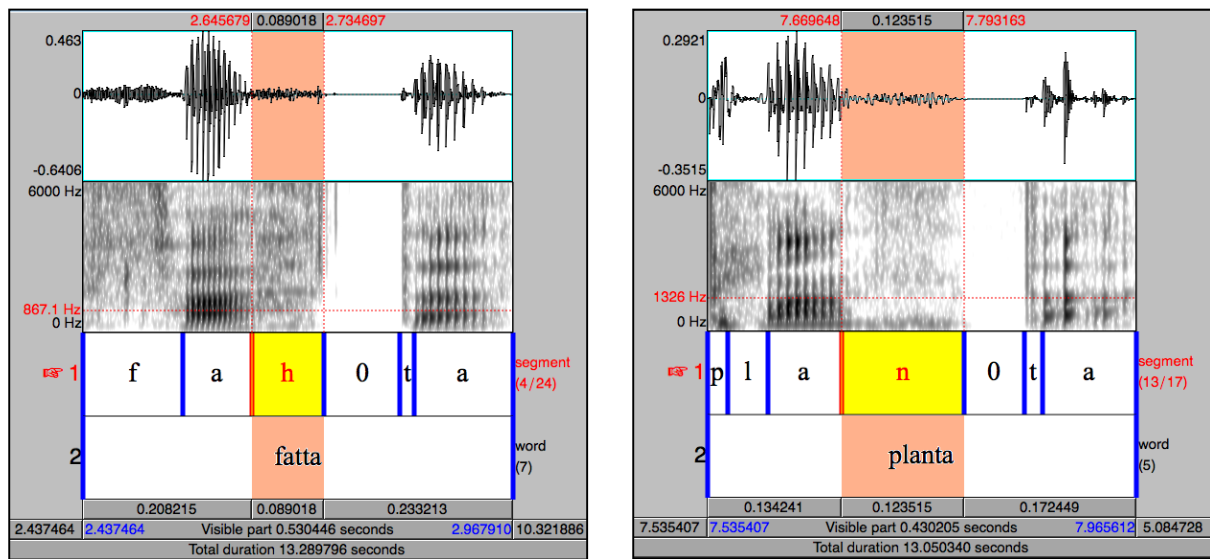 2.645679 0.089018 2.734697
0.463
0
-0.6406
6000 Hz
867.1 Hz
0 Hz
☞ 1 f a h 0 t a segment
(4/24)
2 fatta word
(7)
0.208215 0.089018 0.233213
2.437464 2.437464 Visible part 0.530446 seconds 2.967910 10.321886
Total duration 13.289796 seconds
7.669648 0.123515 7.793163
0.2921
0
-0.3515
6000 Hz
1326 Hz
0 Hz
☞ 1 p l a n 0 t a segment
(13/17)
2 planta word
(5)
0.134241 0.123515 0.172449
7.535407 7.535407 Visible part 0.430205 seconds 7.965612 5.084728
Total duration 13.050340 seconds